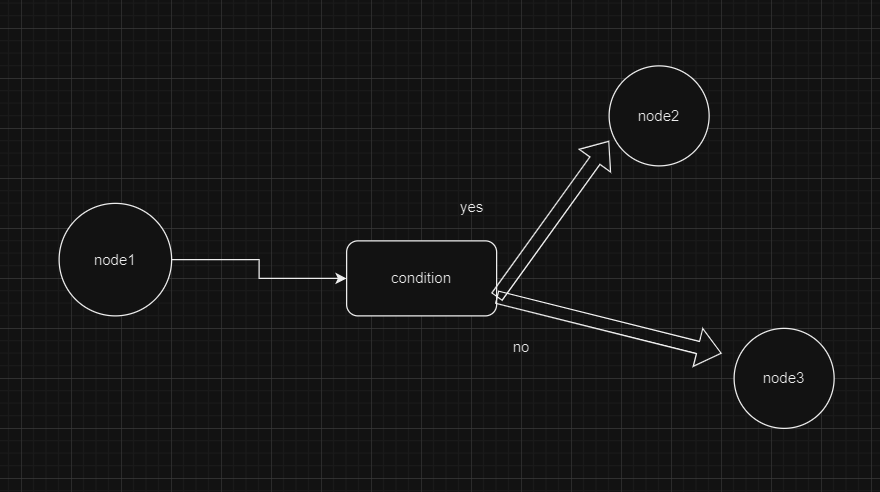 node1
condition
yes
node2
no
node3